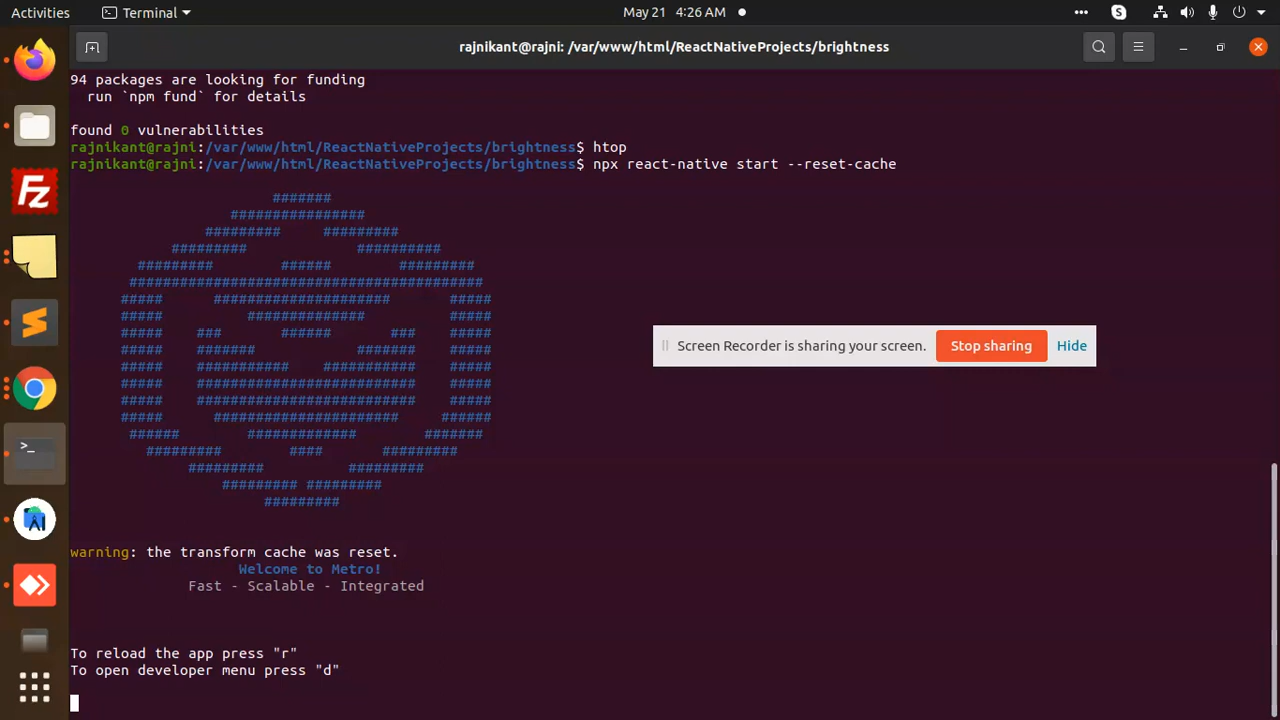 Activities Terminal May 21 4:26 AM
rajnikant@rajni: /var/www/html/ReactNativeProjects/brightness
94 packages are looking for funding
  run `npm fund` for details
found 0 vulnerabilities
rajnikant@rajni:/var/www/html/ReactNativeProjects/brightness$ htop
rajnikant@rajni:/var/www/html/ReactNativeProjects/brightness$ npx react-native start --reset-cache
Screen Recorder is sharing your screen. Stop sharing Hide
warning: the transform cache was reset.
Welcome to Metro!
Fast - Scalable - Integrated
To reload the app press "r"
To open developer menu press "d"